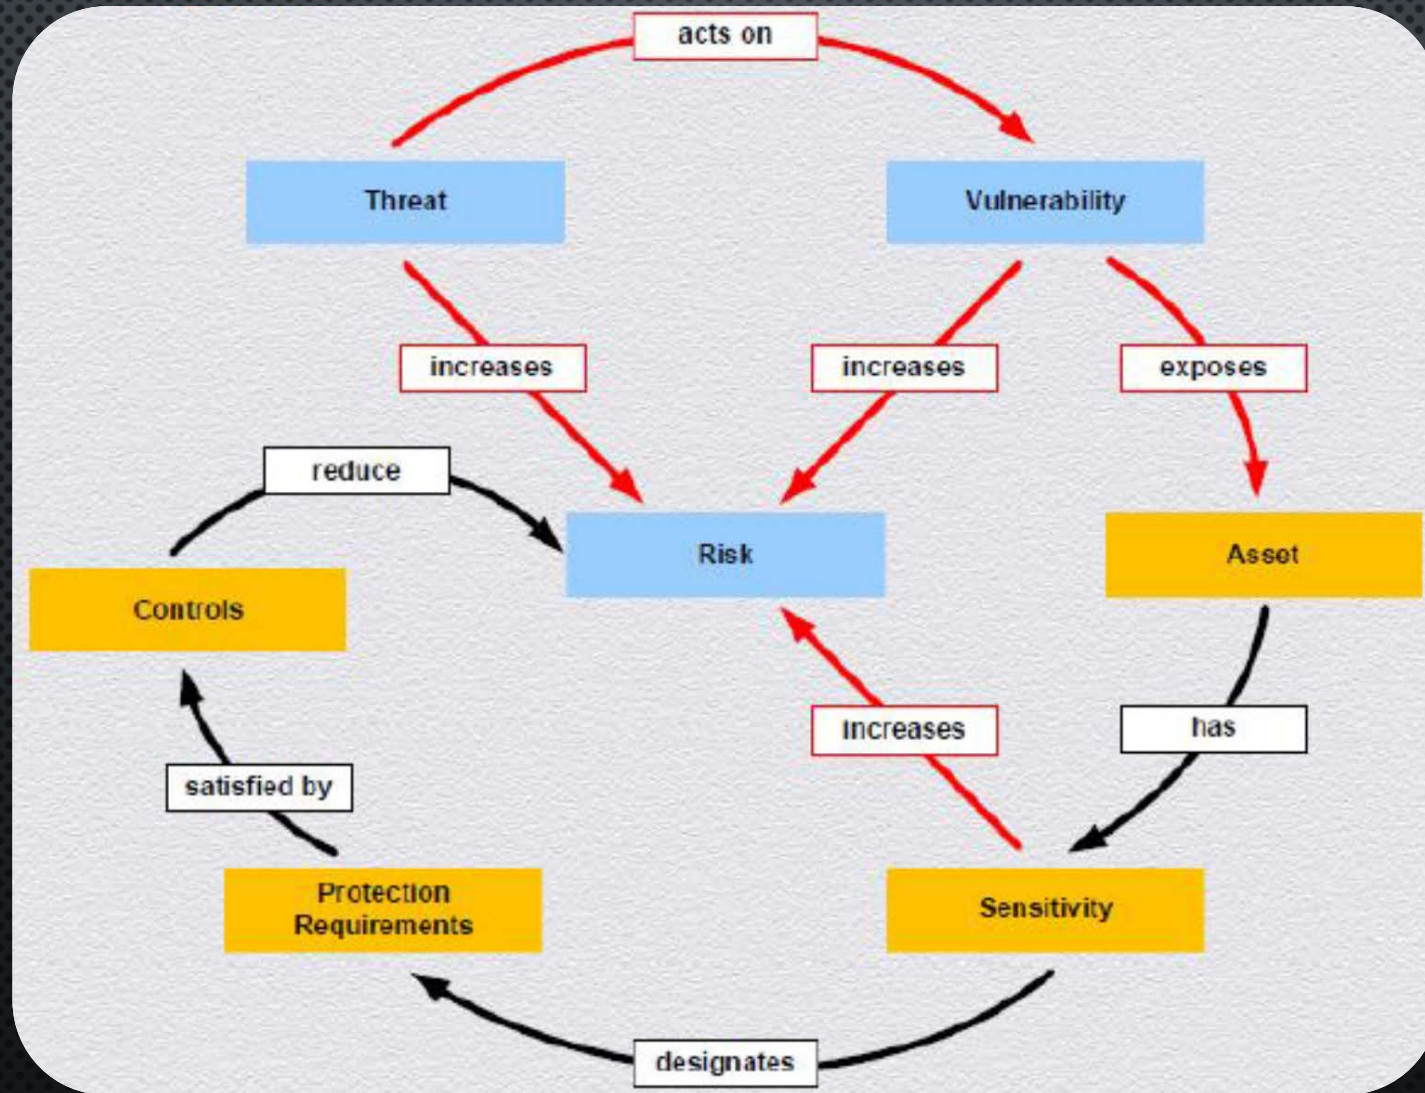 acts on
Threat
Vulnerability
increases
increases
exposes
reduce
Risk
Asset
Controls
increases
has
satisfied by
Protection
Requirements
Sensitivity
designates